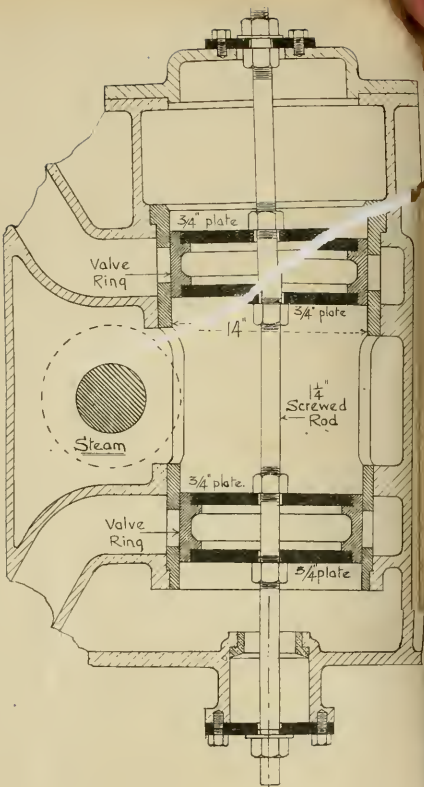 3/4" plate
Valve
Ring
3/4" plate
14"
1 1/4"
Screwed
Rod
Steam
3/4" plate.
Valve
Ring
3/4" plate